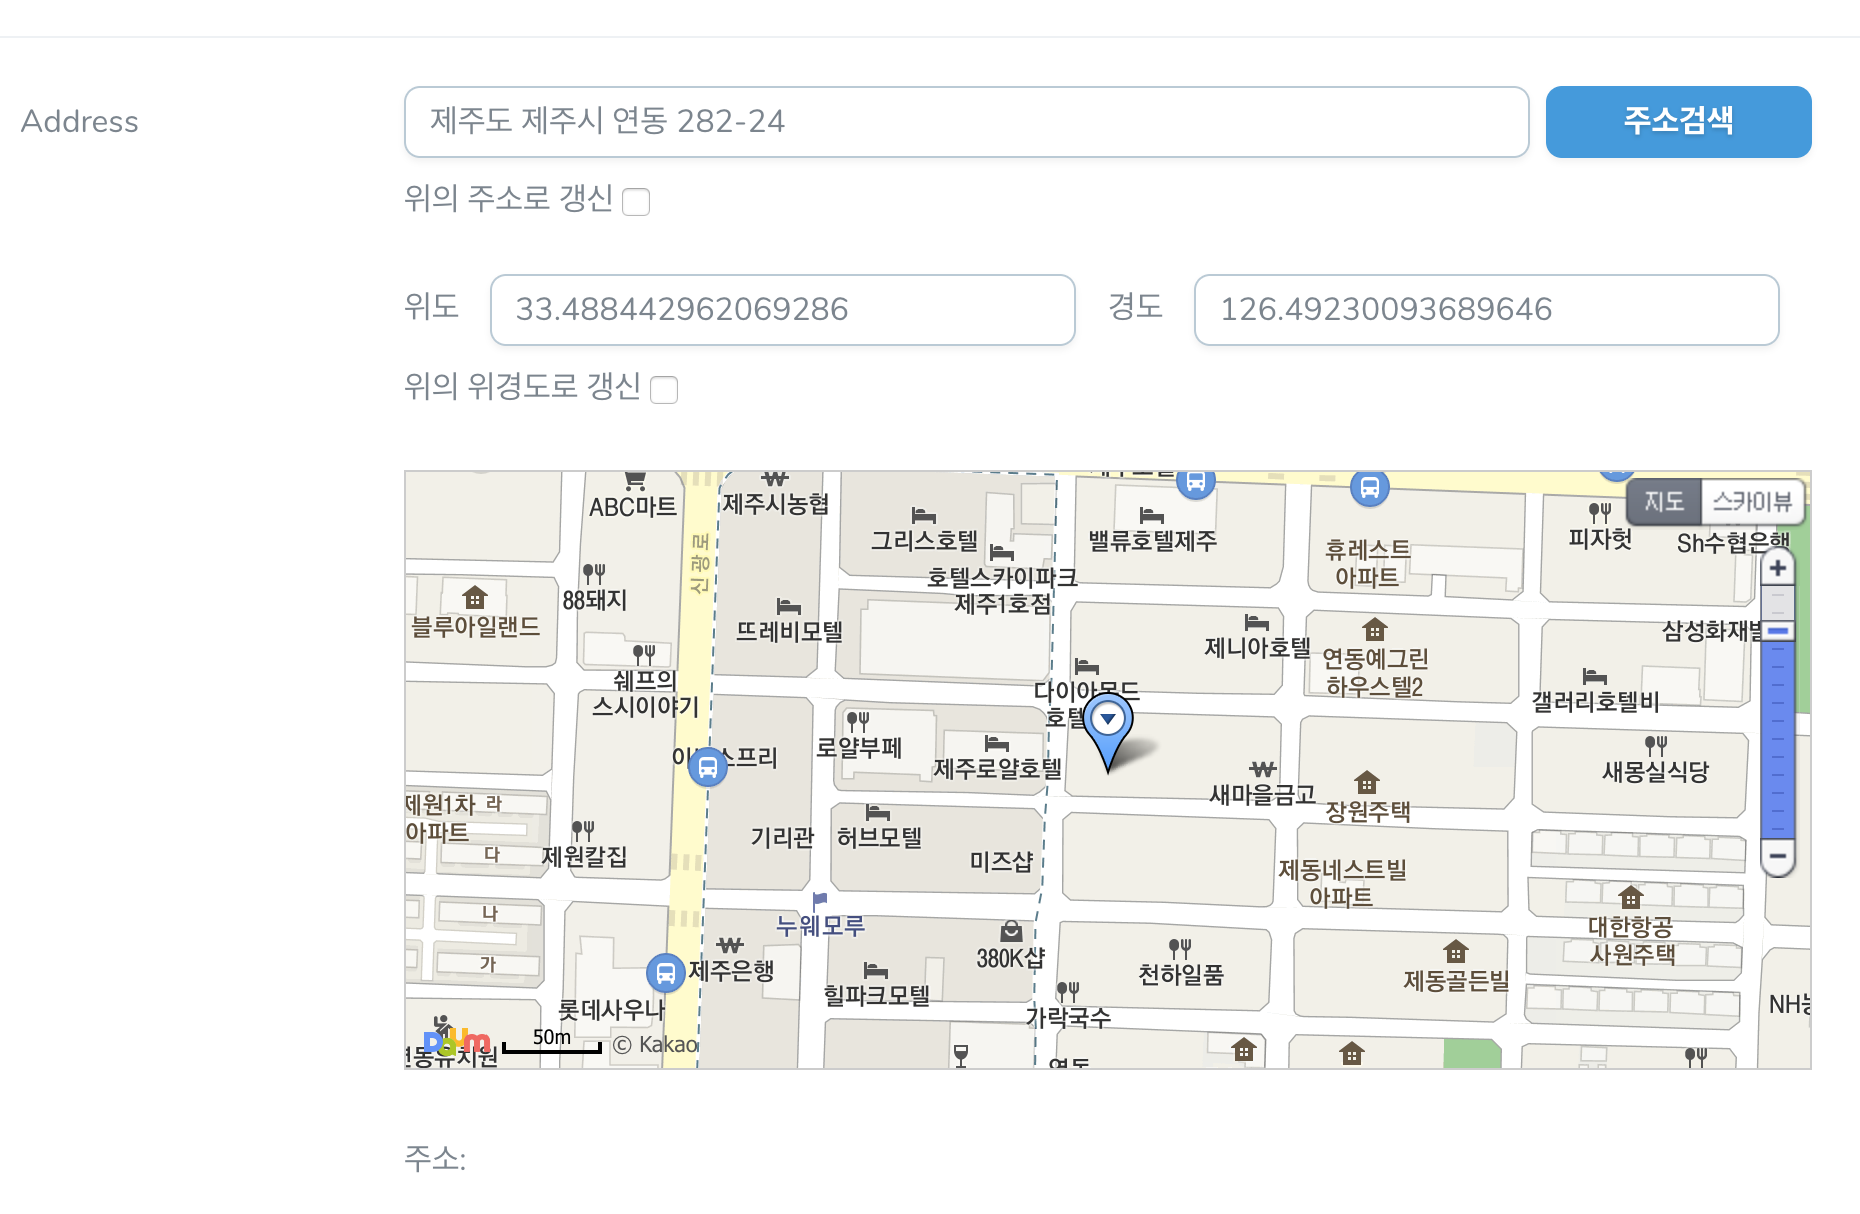 Address
제주도 제주시 연동 282-24
주소검색
위의 주소로 갱신
위도
33.488442962069286
경도
126.49230093689646
위의 위경도로 갱신
지도
스카이뷰
ABC마트
제주시농협
그리스호텔
밸류호텔제주
피자헛
Sh수협은행
신광로
휴레스트
아파트
호텔스카이파크
제주1호점
88돼지
블루아일랜드
뜨레비모텔
제니아호텔
연동예그린
하우스텔2
삼성화재빌
쉐프의
스시이야기
다이아몬드
호텔
갤러리호텔비
로얄부페
제주로얄호텔
새마을금고
장원주택
새몽실식당
제원1차
아파트
라
다
제원칼집
기리관
허브모텔
미즈샵
제동네스트빌
아파트
나
가
누웨모루
380K샵
제주은행
힐파크모텔
천하일품
제동골든빌
대한항공
사원주택
롯데사우나
가락국수
Daum
50m
© Kakao
주소: